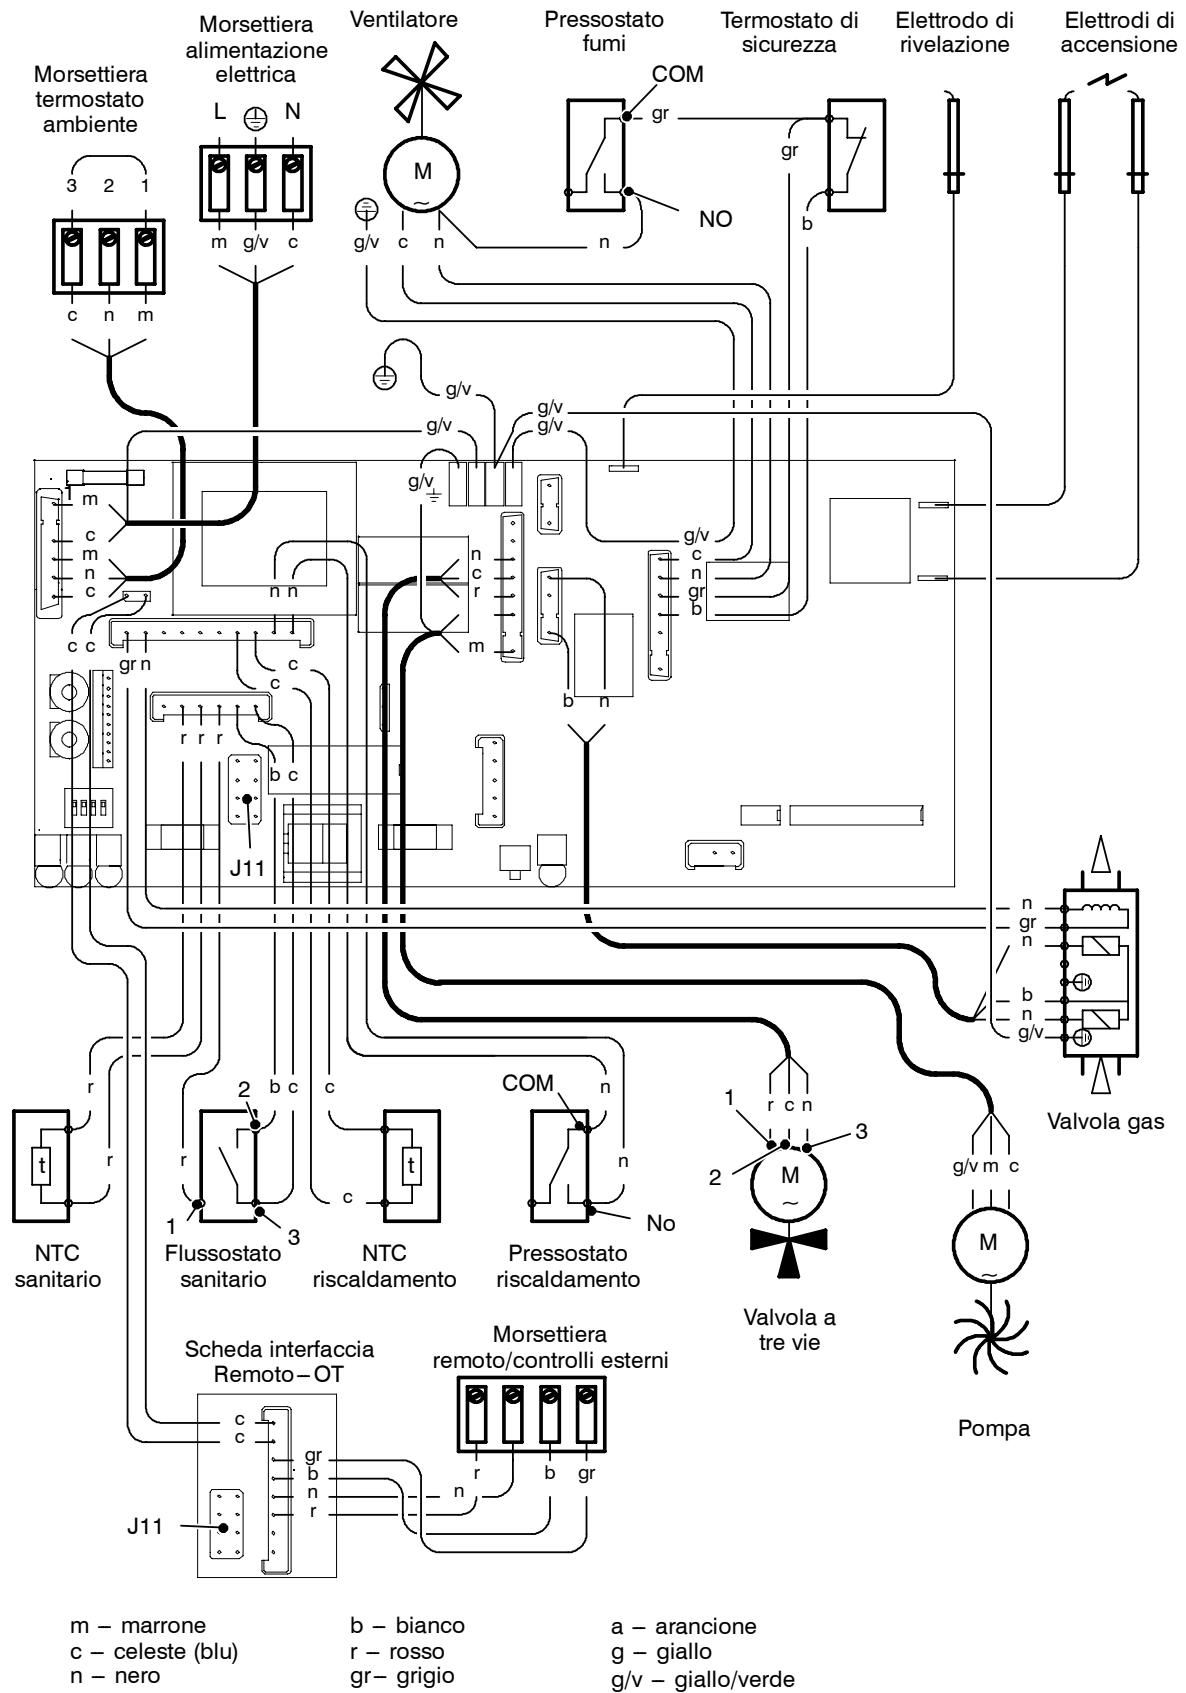 Morsettiera
termostato
ambiente
Morsettiera
alimentazione
elettrica
Ventilatore
Pressostato
fumi
Termostato di
sicurezza
Elettrodo di
rivelazione
Elettrodi di
accensione
L
N
COM
gr
3 2 1
M
~
gr
NO
b
m g/v c
g/v c n
n
c n m
g/v
g/v
g/v
g/v
g/v
m
c
m
n
c
n
c
r
m
g/v
c
n
gr
b
n n
c c
gr n
c
c
b n
r r r
b c
J11
n
gr
n
b
n
g/v
Valvola gas
r
r
r
1
2
b c
c
c
3
COM
n
n
No
t
t
1
r c n
3
2
M
~
g/v m c
M
~
NTC
sanitario
Flussostato
sanitario
NTC
riscaldamento
Pressostato
riscaldamento
Valvola a
tre vie
Pompa
Scheda interfaccia
Remoto–OT
Morsettiera
remoto/controlli esterni
c
c
gr
b
n
r
n
r
b
gr
J11
m – marrone
c – celeste (blu)
n – nero
b – bianco
r – rosso
gr– grigio
a – arancione
g – giallo
g/v – giallo/verde